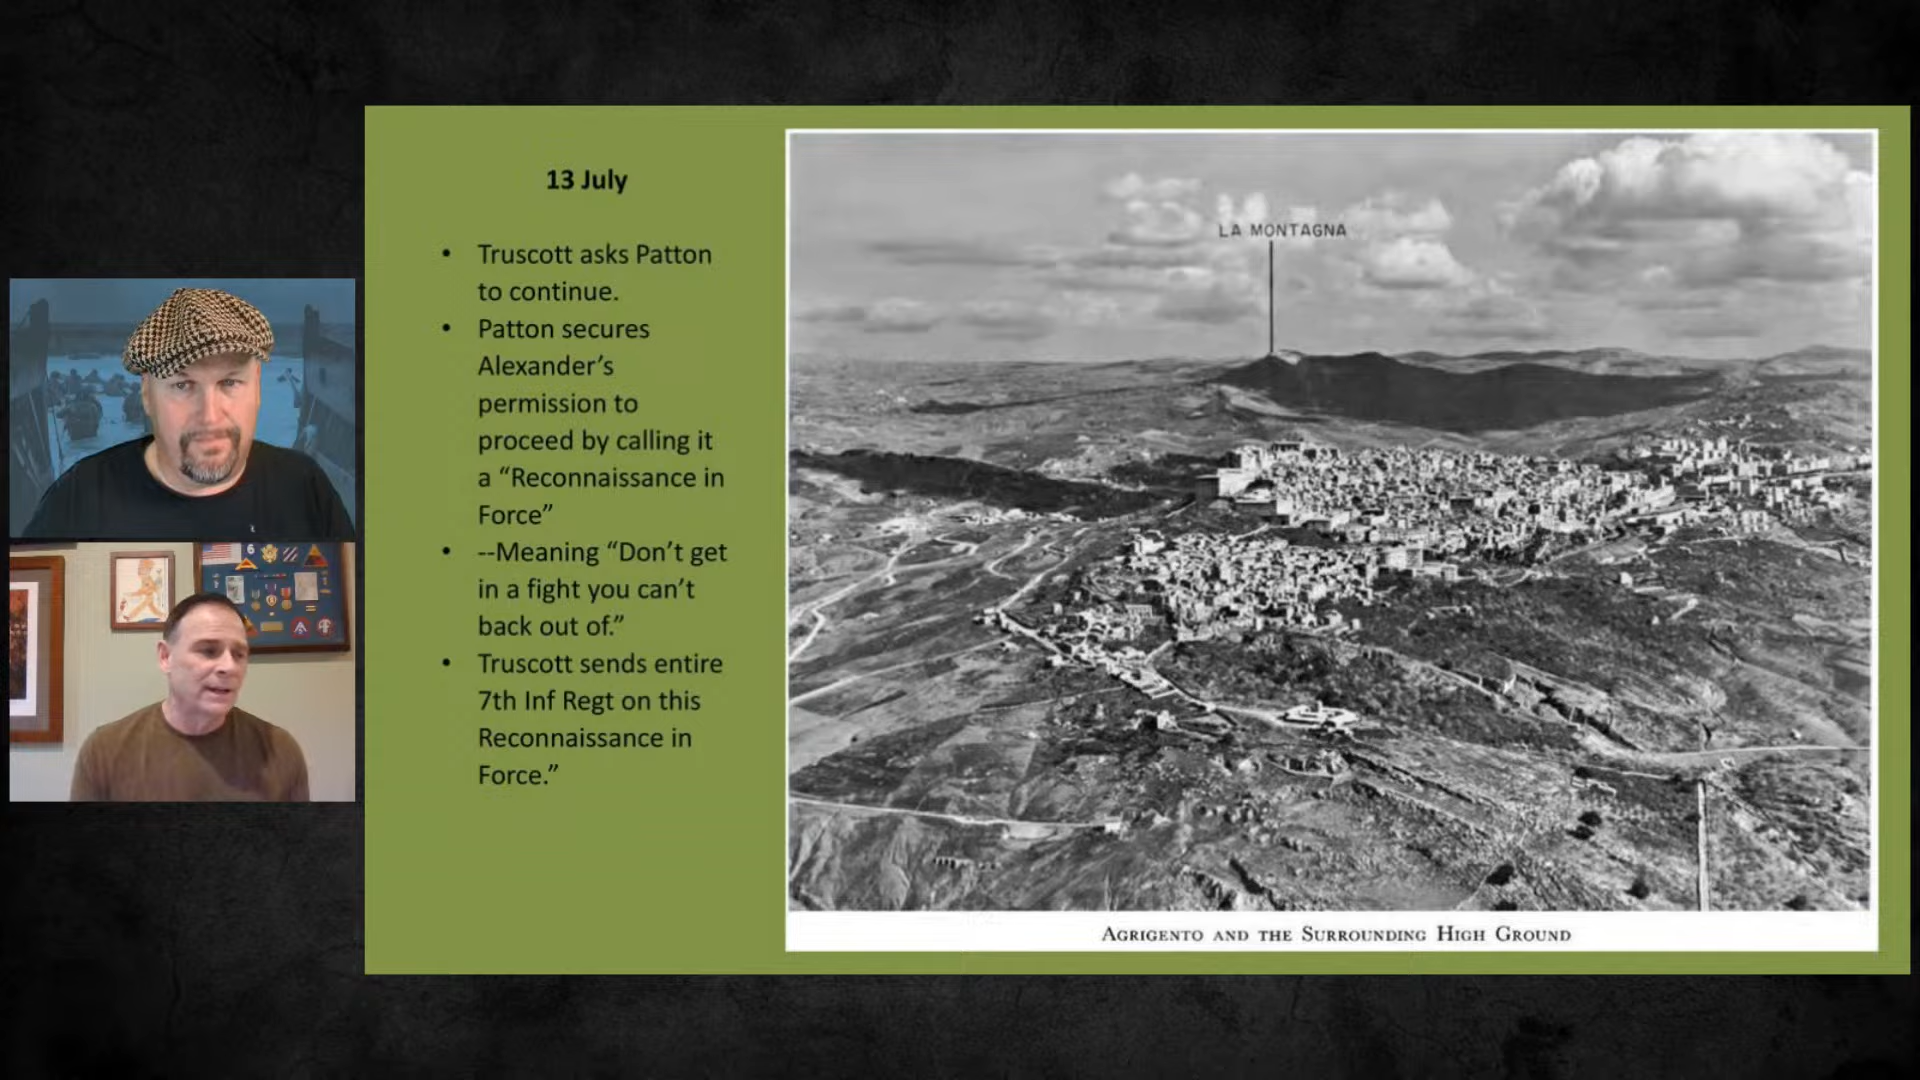 13 July
• Truscott asks Patton
to continue.
• Patton secures
Alexander’s
permission to
proceed by calling it
a “Reconnaissance in
Force”
• --Meaning “Don’t get
in a fight you can’t
back out of.”
• Truscott sends entire
7th Inf Regt on this
Reconnaissance in
Force.”
LA MONTAGNA
AGRIGENTO AND THE SURROUNDING HIGH GROUND
6